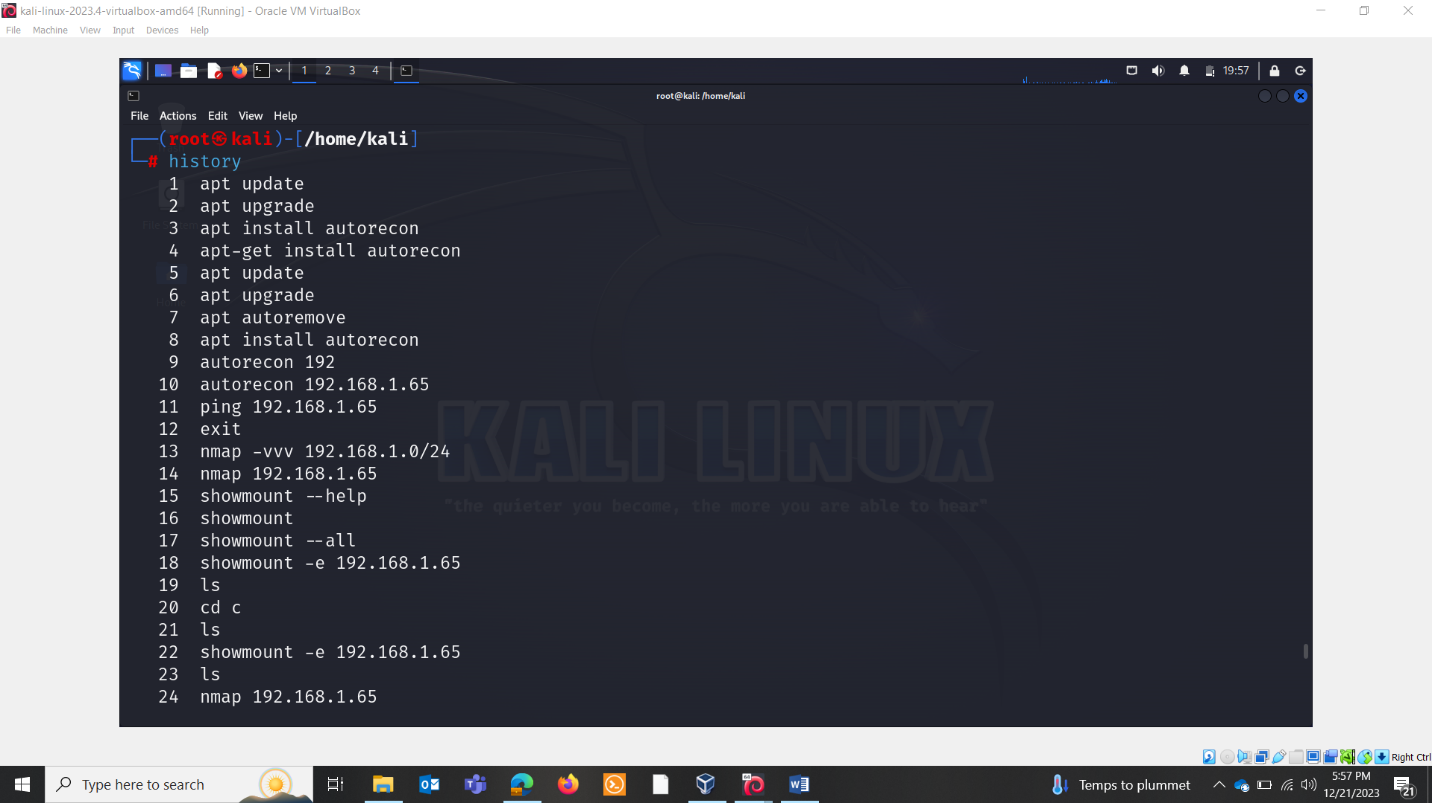 kali-linux-2023.4-virtualbox-amd64 [Running] - Oracle VM VirtualBox
File Machine View Input Devices Help
1 2 3 4 19:57
root@kali: /home/kali
File Actions Edit View Help
(root㉿kali)-[/home/kali]
# history
1 apt update
2 apt upgrade
3 apt install autorecon
4 apt-get install autorecon
5 apt update
6 apt upgrade
7 apt autoremove
8 apt install autorecon
9 autorecon 192
10 autorecon 192.168.1.65
11 ping 192.168.1.65
12 exit
13 nmap -vvv 192.168.1.0/24
14 nmap 192.168.1.65
15 showmount --help
16 showmount
17 showmount --all
18 showmount -e 192.168.1.65
19 ls
20 cd c
21 ls
22 showmount -e 192.168.1.65
23 ls
24 nmap 192.168.1.65
KALI LINUX
"the quieter you become, the more you are able to hear"
Right Ctrl
Type here to search
Temps to plummet
5:57 PM
12/21/2023
21